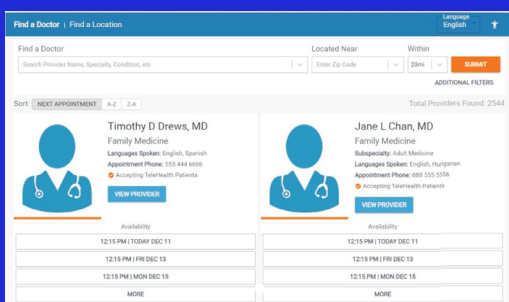 Find a Doctor | Find a Location
Language
English
Find a Doctor
Located Near
Within
Search Provider Name, Specialty, Condition, etc
Enter Zip Code
20mi
SUBMIT
ADDITIONAL FILTERS
Sort NEXT APPOINTMENT A-Z Z-A
Total Providers Found: 2544
Timothy D Drews, MD
Family Medicine
Languages Spoken: English, Spanish
Appointment Phone: 555 444 6666
Accepting TeleHealth Patients
VIEW PROVIDER
Availability
12:15 PM | TODAY DEC 11
12:15 PM | FRI DEC 13
12:15 PM | MON DEC 15
MORE
Jane L Chan, MD
Family Medicine
Subspecialty: Adult Medicine
Languages Spoken: English, Hungarian
Appointment Phone: 888 555 5556
Accepting TeleHealth Patients
VIEW PROVIDER
Availability
12:15 PM | TODAY DEC 11
12:15 PM | FRI DEC 13
12:15 PM | MON DEC 15
MORE